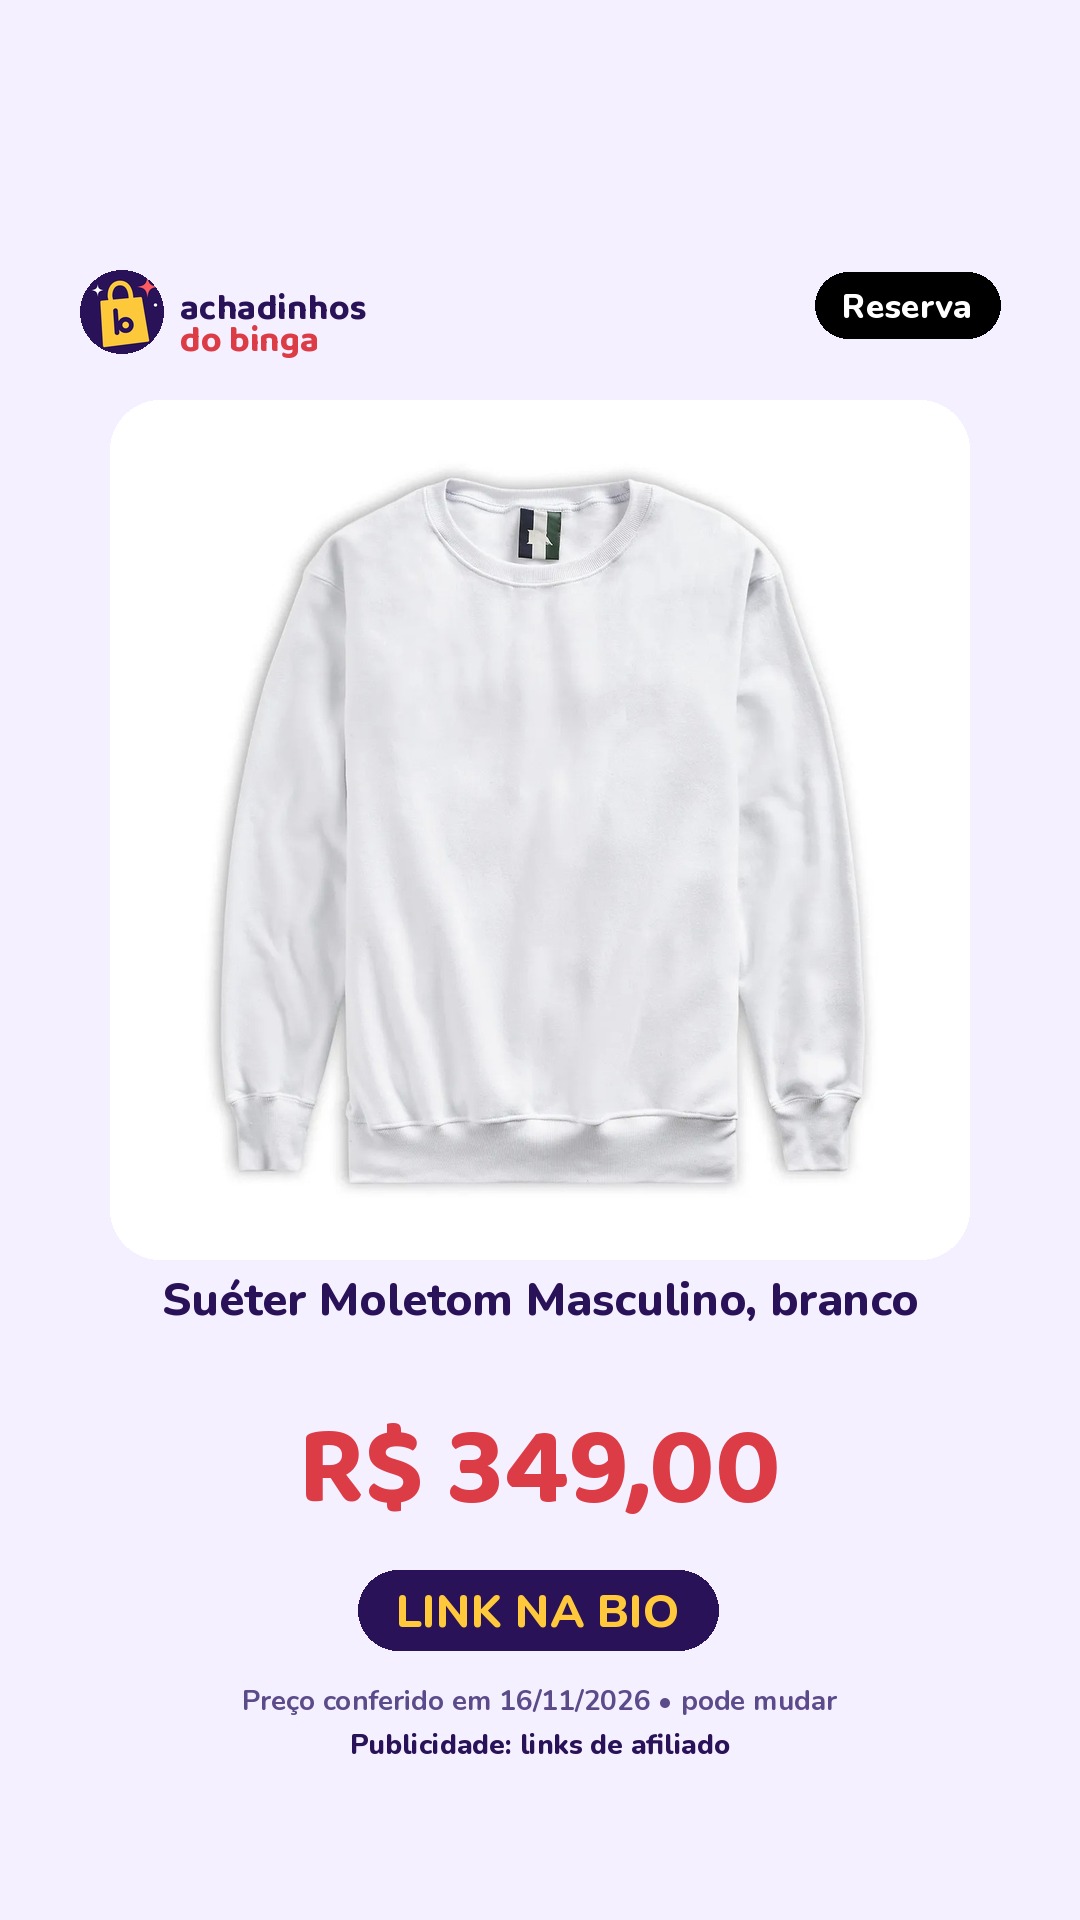 achadinhos
do binga
Reserva
Suéter Moletom Masculino, branco
R$ 349,00
LINK NA BIO
Preço conferido em 16/11/2026 • pode mudar
Publicidade: links de afiliado